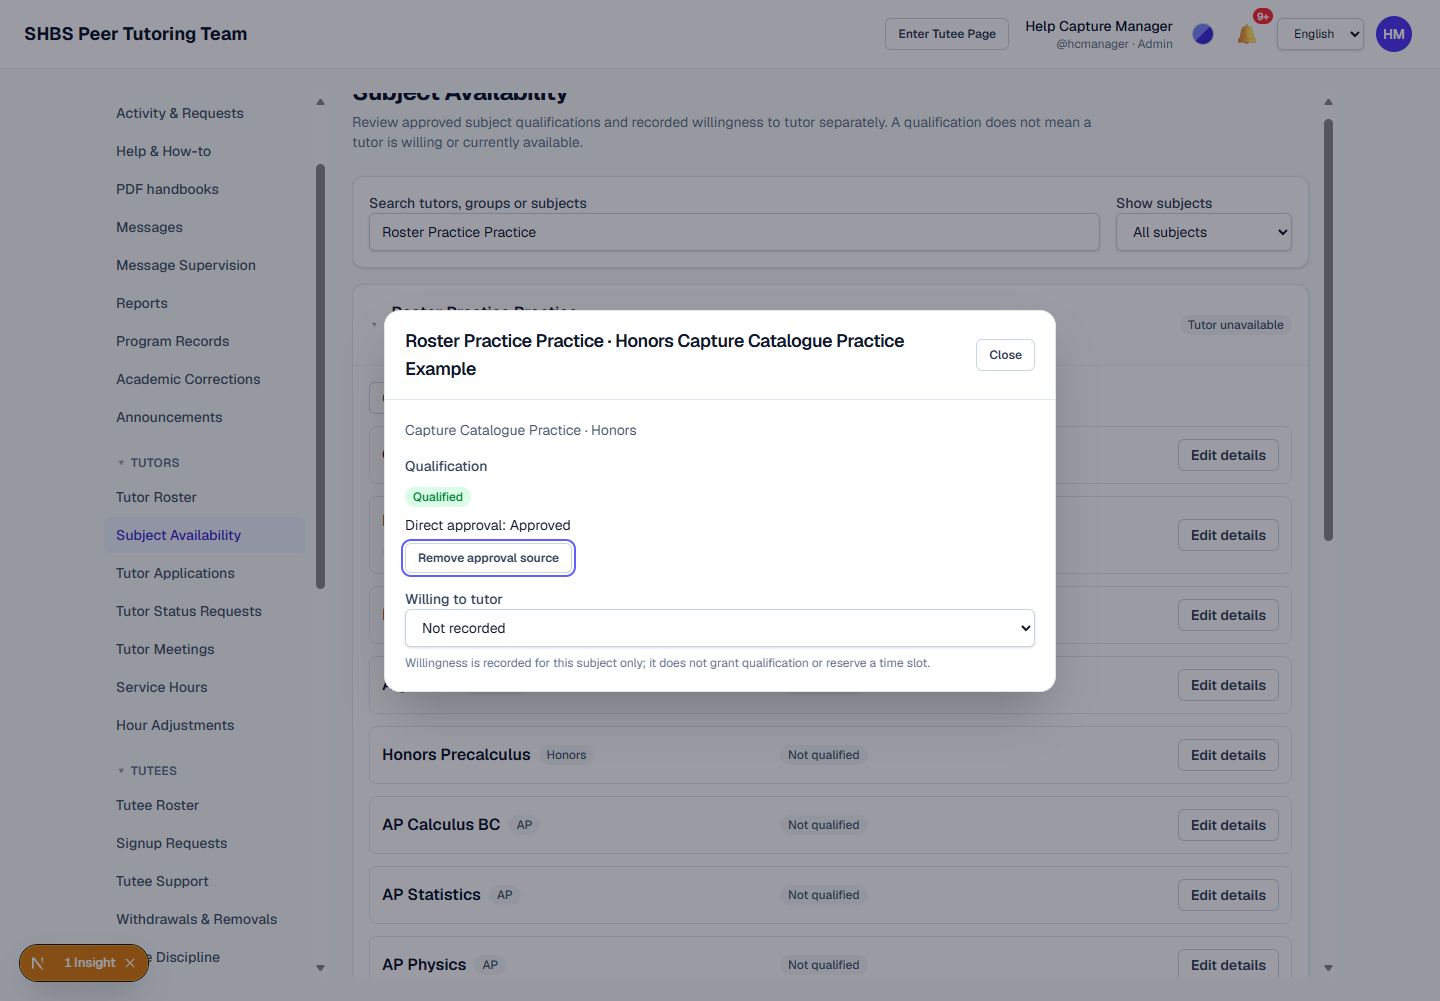 SHBS Peer Tutoring Team
Enter Tutee Page
Help Capture Manager
@hcmanager · Admin
9+
English
HM
Activity & Requests
Help & How-to
PDF handbooks
Messages
Message Supervision
Reports
Program Records
Academic Corrections
Announcements
TUTORS
Tutor Roster
Subject Availability
Tutor Applications
Tutor Status Requests
Tutor Meetings
Service Hours
Hour Adjustments
TUTEES
Tutee Roster
Signup Requests
Tutee Support
Withdrawals & Removals
Discipline
1 Insight
Subject Availability
Review approved subject qualifications and recorded willingness to tutor separately. A qualification does not mean a
tutor is willing or currently available.
Search tutors, groups or subjects
Show subjects
Roster Practice Practice
All subjects
Roster Practice Practice
Tutor unavailable
Roster Practice Practice · Honors Capture Catalogue Practice
Example
Close
Capture Catalogue Practice · Honors
Qualification
Qualified
Direct approval: Approved
Remove approval source
Willing to tutor
Not recorded
Willingness is recorded for this subject only; it does not grant qualification or reserve a time slot.
Edit details
Edit details
Edit details
Edit details
Honors Precalculus Honors Not qualified Edit details
AP Calculus BC AP Not qualified Edit details
AP Statistics AP Not qualified Edit details
AP Physics AP Not qualified Edit details